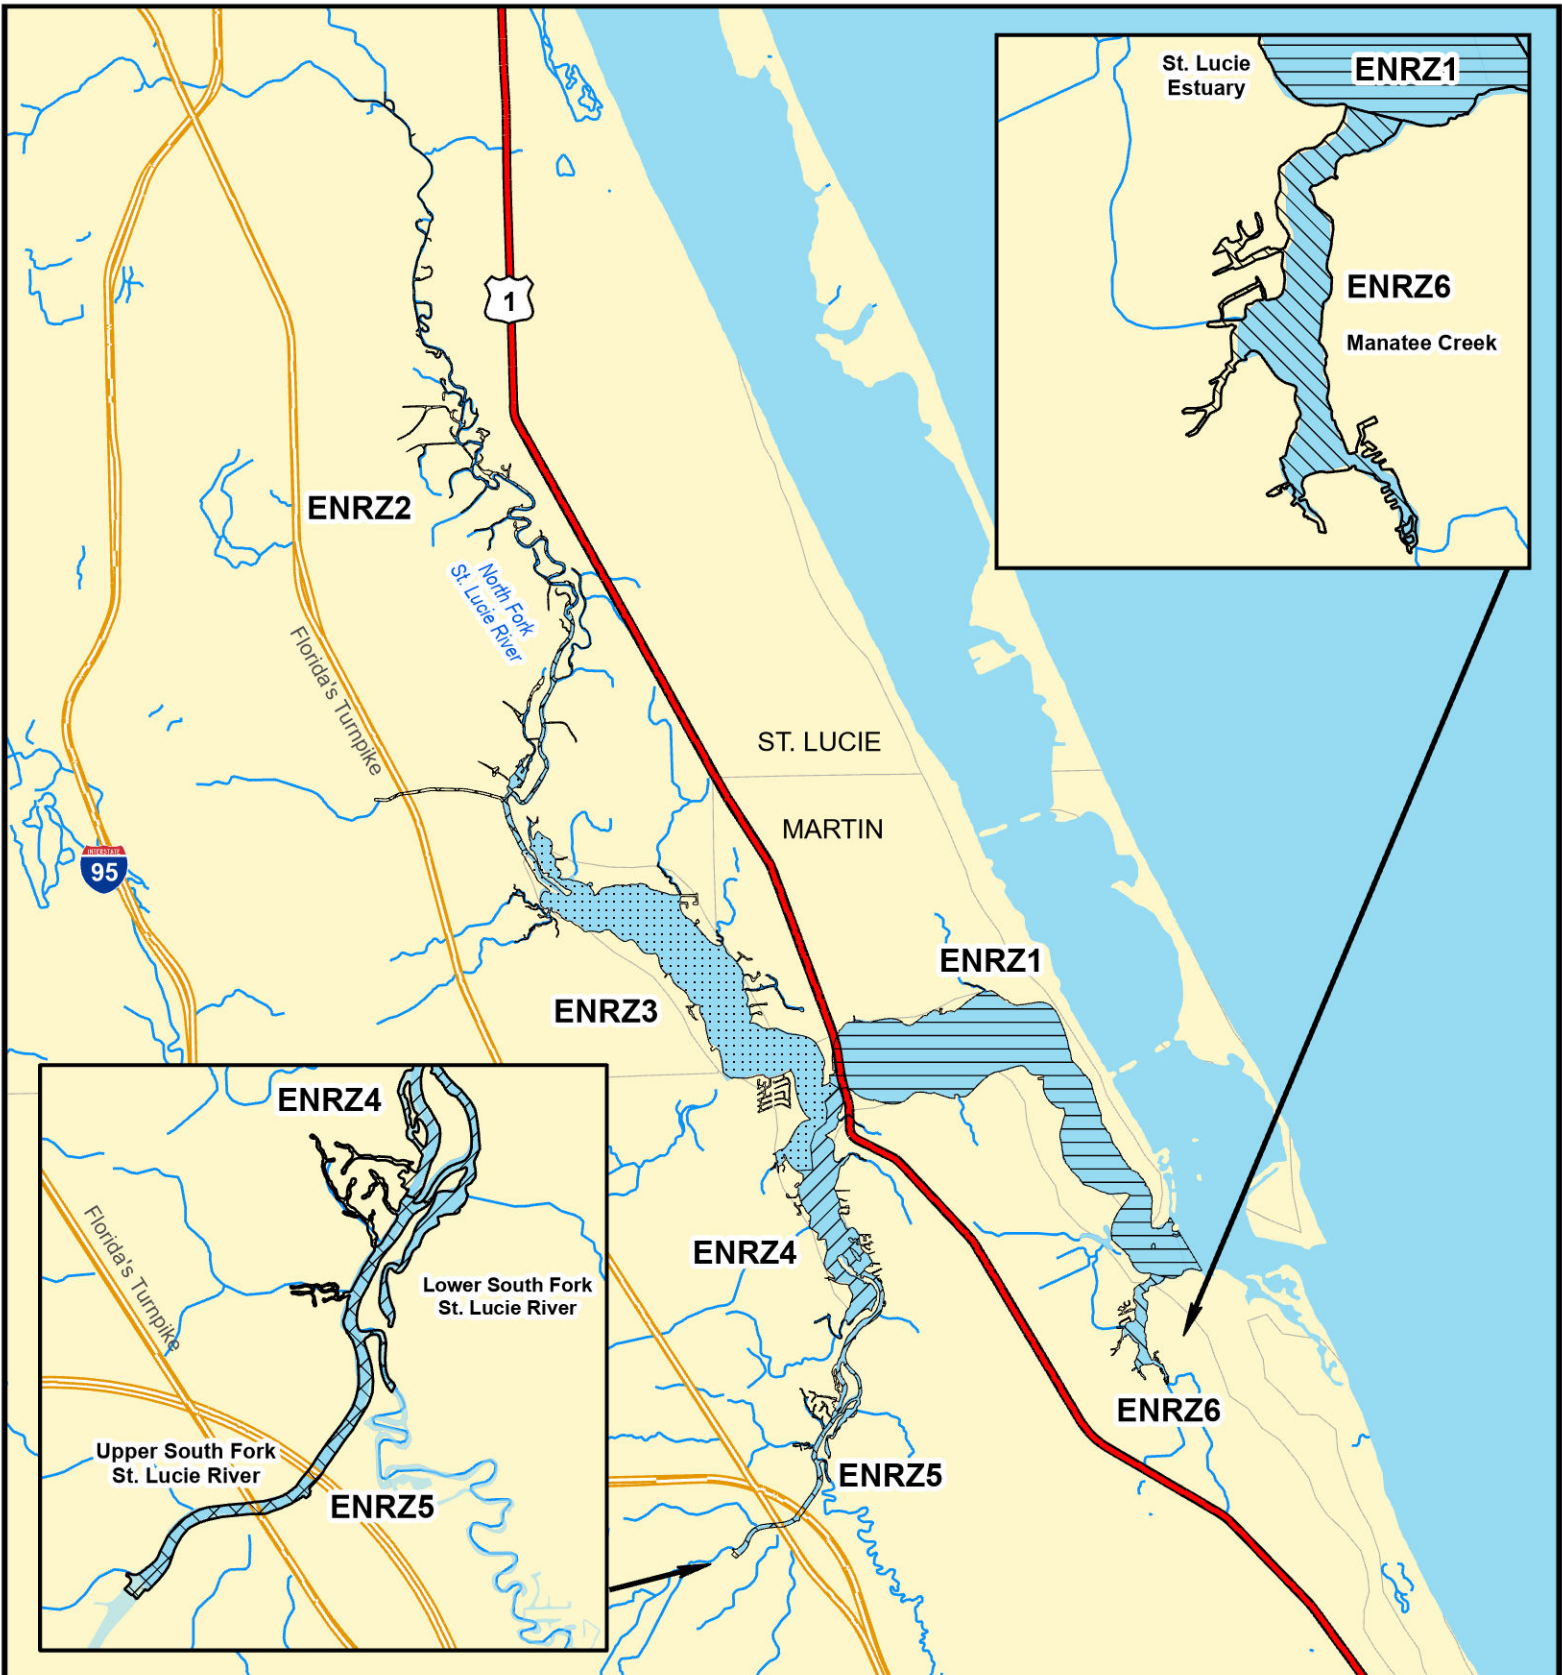 St. Lucie
Estuary
ENRZ1
ENRZ6
Manatee Creek
1
ENRZ2
North Fork
St. Lucie River
Florida's Turnpike
ST. LUCIE
MARTIN
INTERSTATE
95
ENRZ1
ENRZ3
ENRZ4
ENRZ6
ENRZ5
ENRZ4
Florida's Turnpike
Lower South Fork
St. Lucie River
Upper South Fork
St. Lucie River
ENRZ5